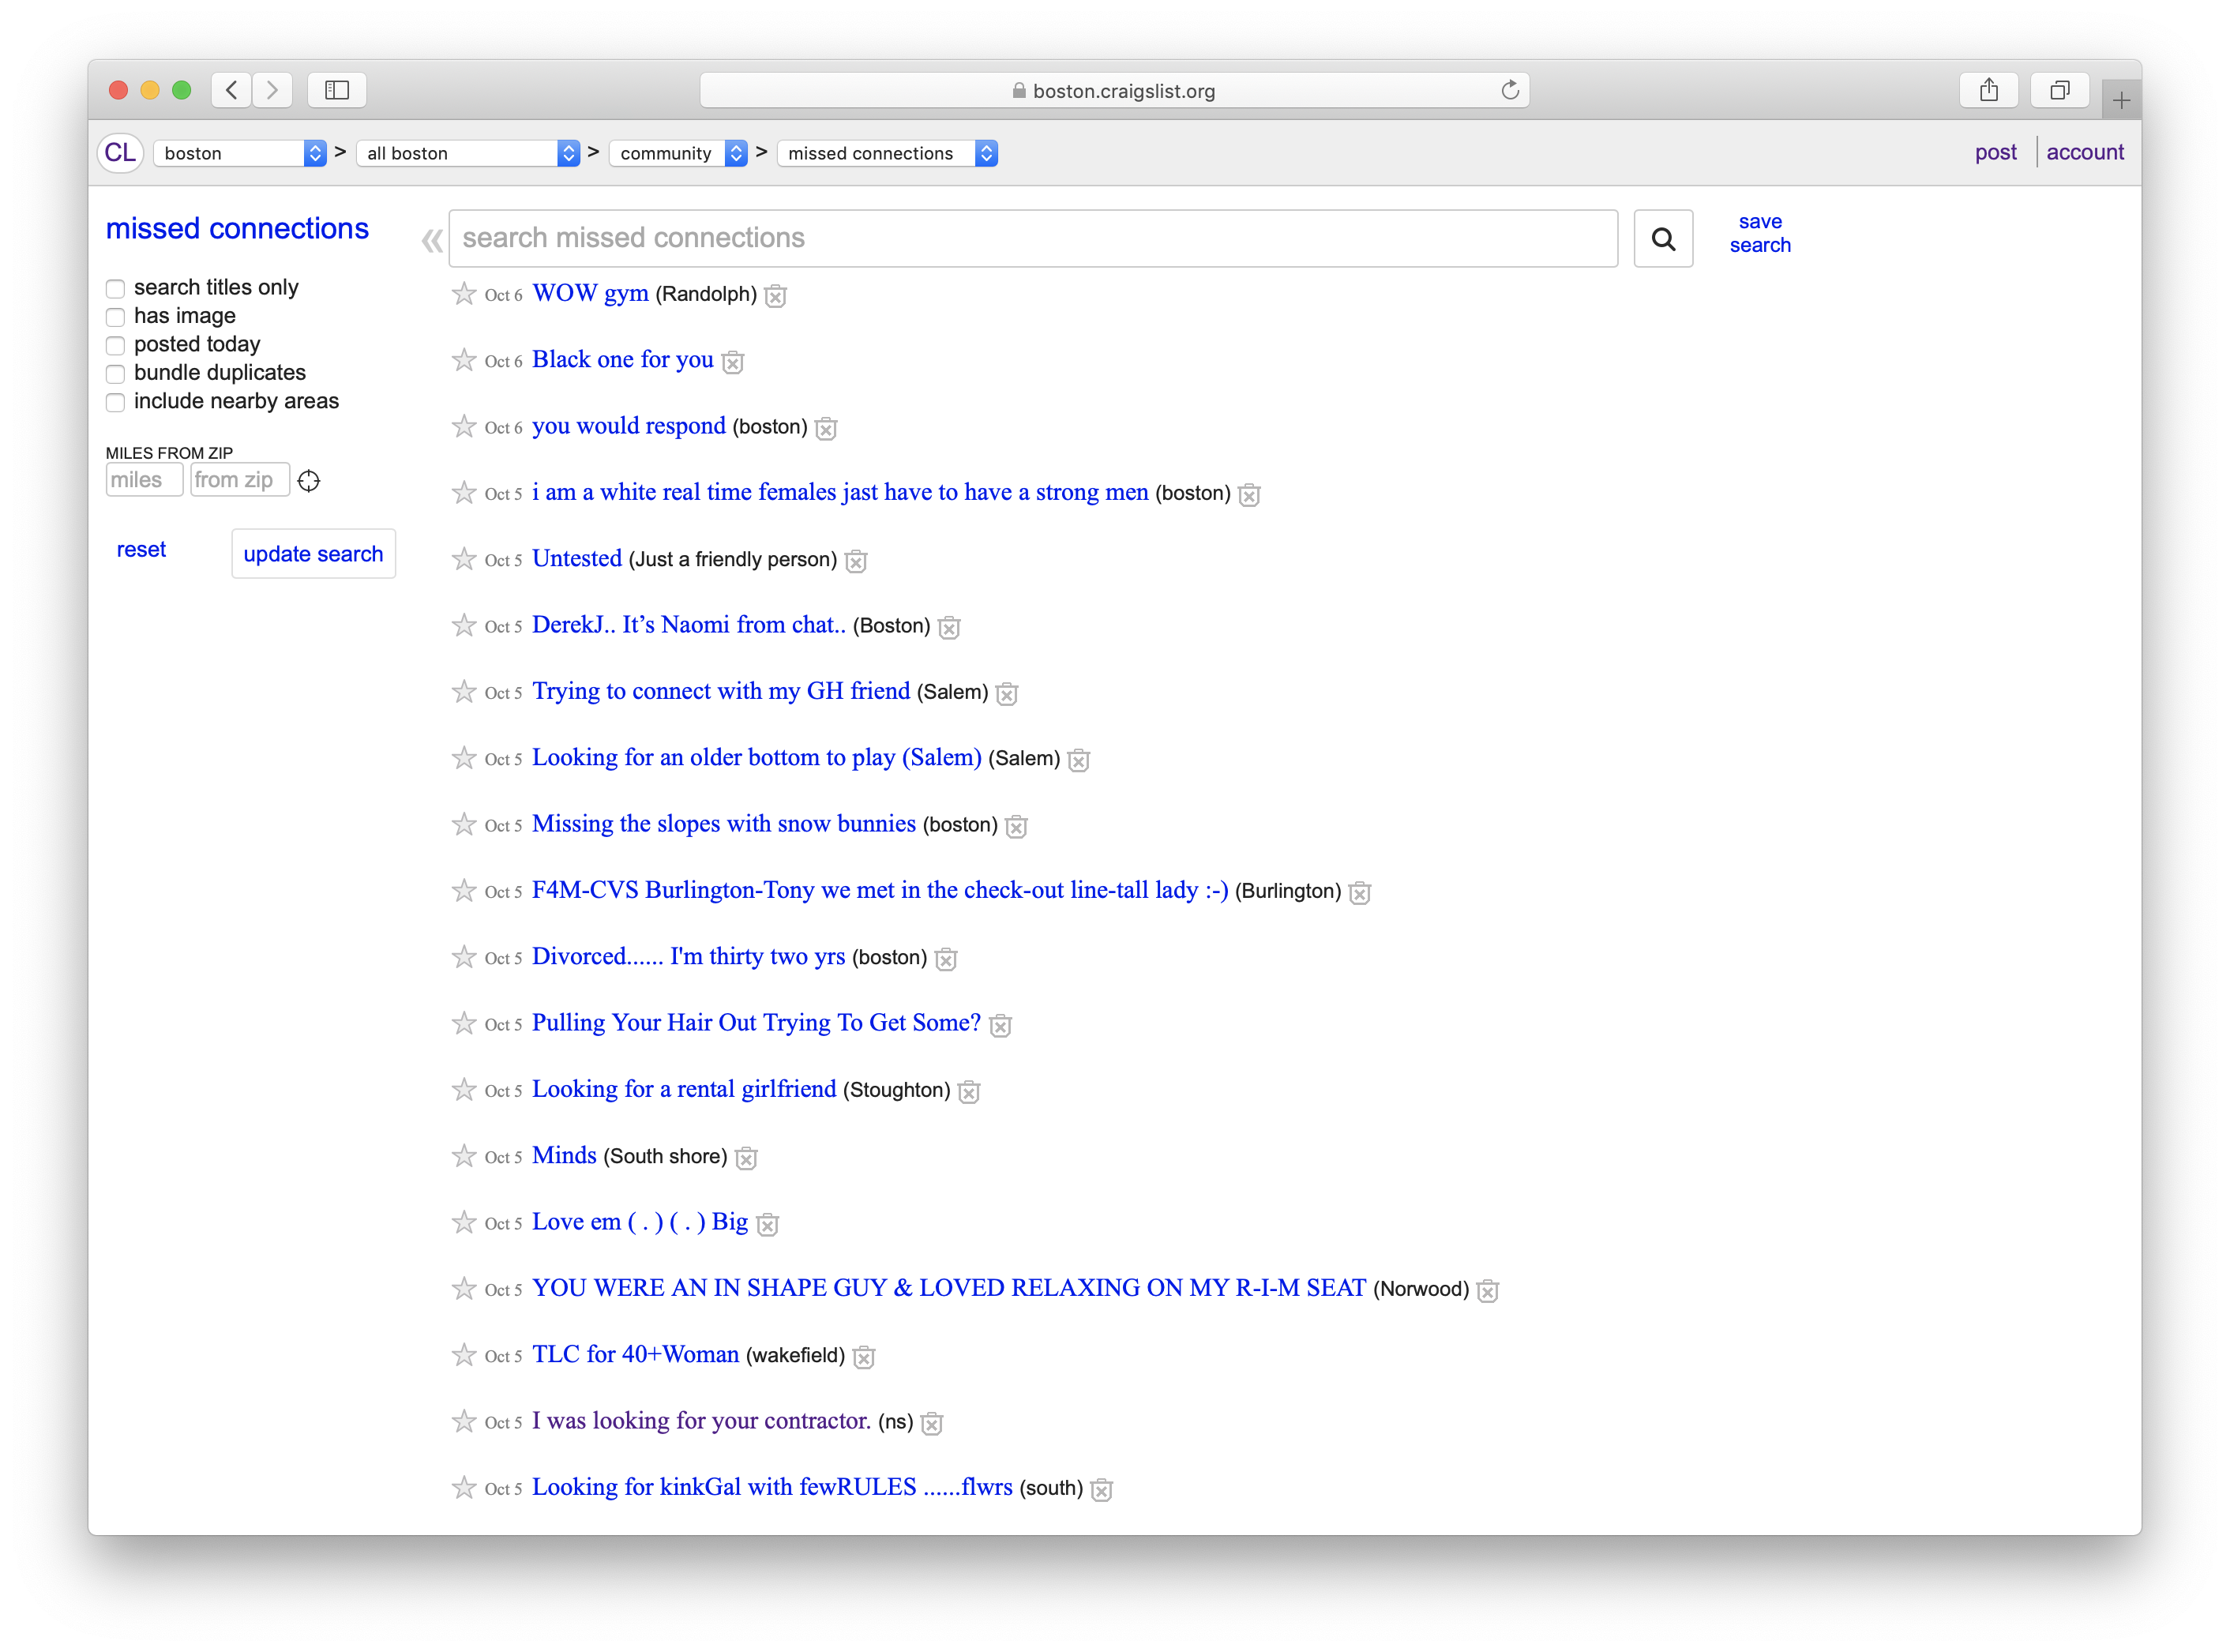 boston.craigslist.org
CL boston > all boston > community > missed connections post account
missed connections
search titles only
has image
posted today
bundle duplicates
include nearby areas
MILES FROM ZIP
miles from zip
reset update search
« search missed connections
save
search
Oct 6 WOW gym (Randolph)
Oct 6 Black one for you
Oct 6 you would respond (boston)
Oct 5 i am a white real time females jast have to have a strong men (boston)
Oct 5 Untested (Just a friendly person)
Oct 5 DerekJ.. It’s Naomi from chat.. (Boston)
Oct 5 Trying to connect with my GH friend (Salem)
Oct 5 Looking for an older bottom to play (Salem) (Salem)
Oct 5 Missing the slopes with snow bunnies (boston)
Oct 5 F4M-CVS Burlington-Tony we met in the check-out line-tall lady :-) (Burlington)
Oct 5 Divorced...... I'm thirty two yrs (boston)
Oct 5 Pulling Your Hair Out Trying To Get Some?
Oct 5 Looking for a rental girlfriend (Stoughton)
Oct 5 Minds (South shore)
Oct 5 Love em ( . ) ( . ) Big
Oct 5 YOU WERE AN IN SHAPE GUY & LOVED RELAXING ON MY R-I-M SEAT (Norwood)
Oct 5 TLC for 40+Woman (wakefield)
Oct 5 I was looking for your contractor. (ns)
Oct 5 Looking for kinkGal with fewRULES ......flwrs (south)